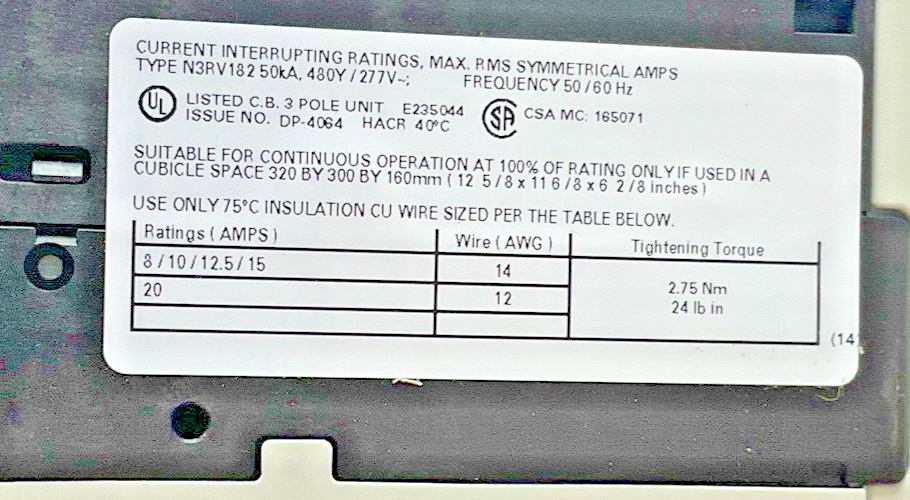 CURRENT INTERRUPTING RATINGS, MAX. RMS SYMMETRICAL AMPS
TYPE N3RV182 50kA, 480Y / 277V~; FREQUENCY 50 / 60 Hz
UL LISTED C.B. 3 POLE UNIT E235044
ISSUE NO. DP-4064 HACR 40°C
SA CSA MC: 165071
SUITABLE FOR CONTINUOUS OPERATION AT 100% OF RATING ONLY IF USED IN A
CUBICLE SPACE 320 BY 300 BY 160mm ( 12 5/8 x 11 6/8 x 6 2/8 inches )
USE ONLY 75°C INSULATION CU WIRE SIZED PER THE TABLE BELOW.
Ratings ( AMPS ) Wire ( AWG ) Tightening Torque
8 / 10 / 12.5 / 15 14
20 12
2.75 Nm
24 lb in
(14